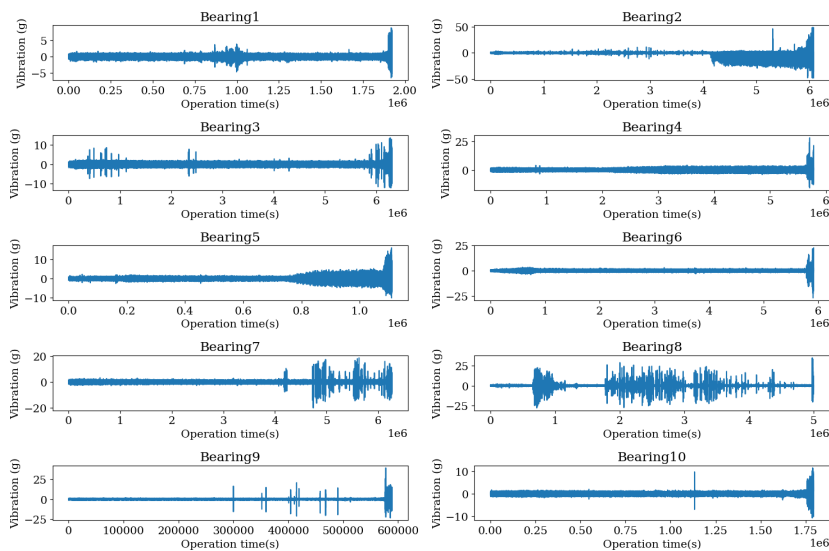 Bearing1
Vibration (g)
5
0
−5
0.00 0.25 0.50 0.75 1.00 1.25 1.50 1.75 2.00
Operation time(s)
1e6
Bearing2
Vibration (g)
50
0
−50
0 1 2 3 4 5 6
Operation time(s)
1e6
Bearing3
Vibration (g)
10
0
−10
0 1 2 3 4 5 6
Operation time(s)
1e6
Bearing4
Vibration (g)
25
0
0 1 2 3 4 5 6
Operation time(s)
1e6
Bearing5
Vibration (g)
10
0
−10
0.0 0.2 0.4 0.6 0.8 1.0
Operation time(s)
1e6
Bearing6
Vibration (g)
25
0
−25
0 1 2 3 4 5 6
Operation time(s)
1e6
Bearing7
Vibration (g)
20
0
−20
0 1 2 3 4 5 6
Operation time(s)
1e6
Bearing8
Vibration (g)
25
0
−25
0 1 2 3 4 5
Operation time(s)
1e6
Bearing9
Vibration (g)
25
0
−25
0 100000 200000 300000 400000 500000 600000
Operation time(s)
Bearing10
Vibration (g)
10
0
−10
0.00 0.25 0.50 0.75 1.00 1.25 1.50 1.75
Operation time(s)
1e6